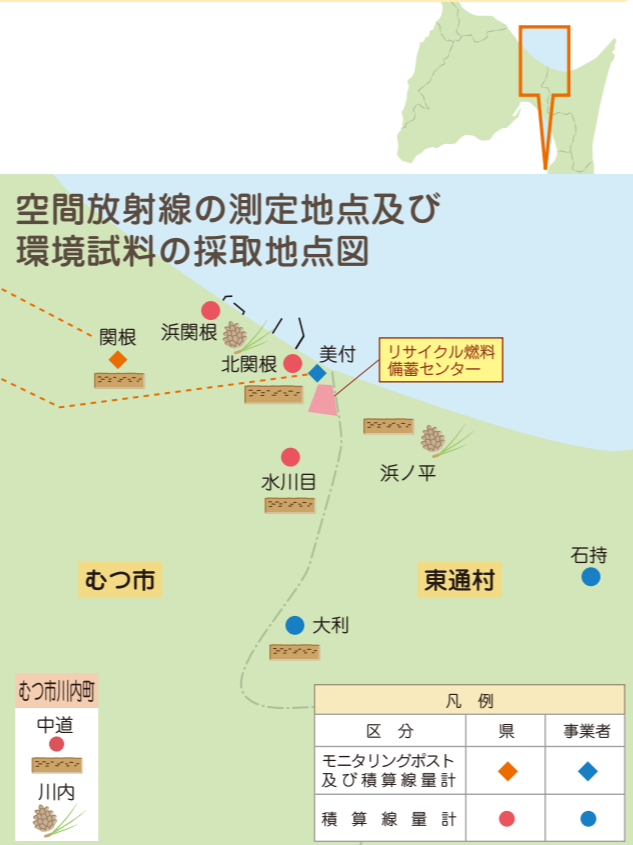 空間放射線の測定地点及び
環境試料の採取地点図
関根
浜関根
北関根
美付
リサイクル燃料
備蓄センター
浜ノ平
水川目
むつ市
東通村
石持
大利
むつ市川内町
中道
川内
凡 例
区 分 県 事業者
モニタリングポスト
及び積算線量計
積算線量計